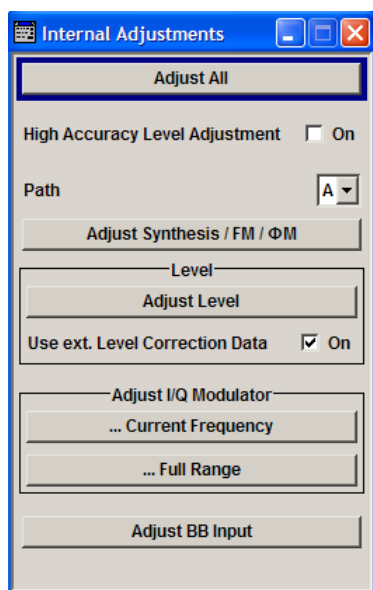 Internal Adjustments
Adjust All
High Accuracy Level Adjustment On
Path A
Adjust Synthesis / FM / ΦM
Level
Adjust Level
Use ext. Level Correction Data On
Adjust I/Q Modulator
... Current Frequency
... Full Range
Adjust BB Input